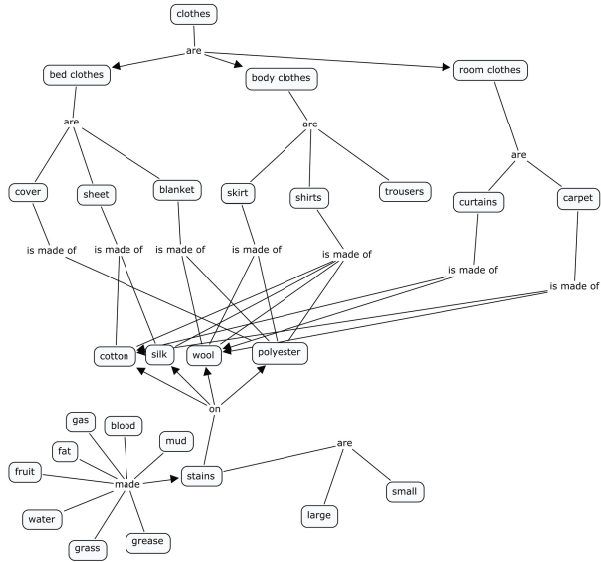 clothes
are
bed clothes
body clothes
room clothes
are
are
are
cover
sheet
blanket
skirt
shirts
trousers
curtains
carpet
is made of
is made of
is made of
is made of
is made of
is made of
is made of
cotton
silk
wool
polyester
on
gas
blood
mud
fat
fruit
made
stains
are
water
grass
grease
large
small